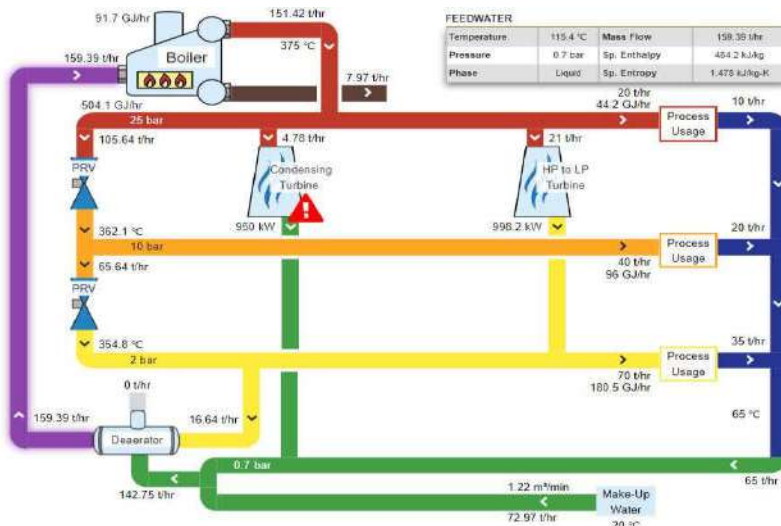 91.7 GJ/hr
151.42 t/hr
375 °C
Boiler
159.39 t/hr
7.97 t/hr
504.1 GJ/hr
FEEDWATER
Temperature 115.4 °C Mass Flow 159.39 t/hr
Pressure 0.7 bar Sp. Enthalpy 484.2 kJ/kg
Phase Liquid Sp. Entropy 1.475 kJ/kg-K
25 bar
20 t/hr
44.2 GJ/hr
Process
Usage
10 t/hr
105.64 t/hr
4.78 t/hr
21 t/hr
PRV
Condensing
Turbine
HP to LP
Turbine
950 kW
998.2 kW
362.1 °C
10 bar
65.64 t/hr
40 t/hr
96 GJ/hr
Process
Usage
20 t/hr
PRV
354.8 °C
2 bar
70 t/hr
180.5 GJ/hr
Process
Usage
35 t/hr
0 t/hr
65 °C
159.39 t/hr
16.64 t/hr
Deaerator
0.7 bar
65 t/hr
142.75 t/hr
1.22 m³/min
72.97 t/hr
Make-Up
Water
20 °C